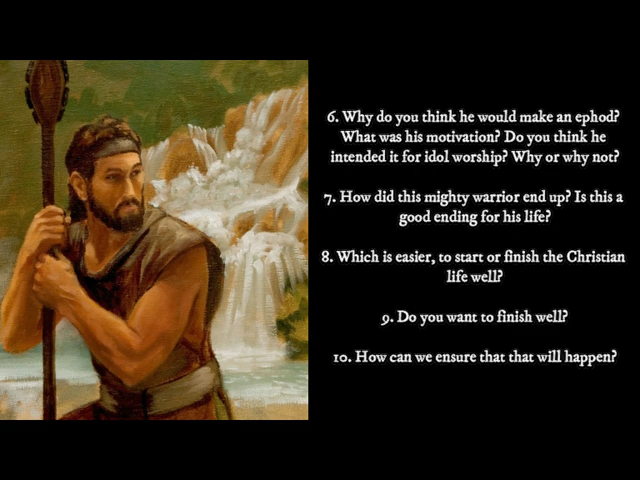 6. Why do you think he would make an ephod?
What was his motivation? Do you think he
intended it for idol worship? Why or why not?
7. How did this mighty warrior end up? Is this a
good ending for his life?
8. Which is easier, to start or finish the Christian
life well?
9. Do you want to finish well?
10. How can we ensure that that will happen?